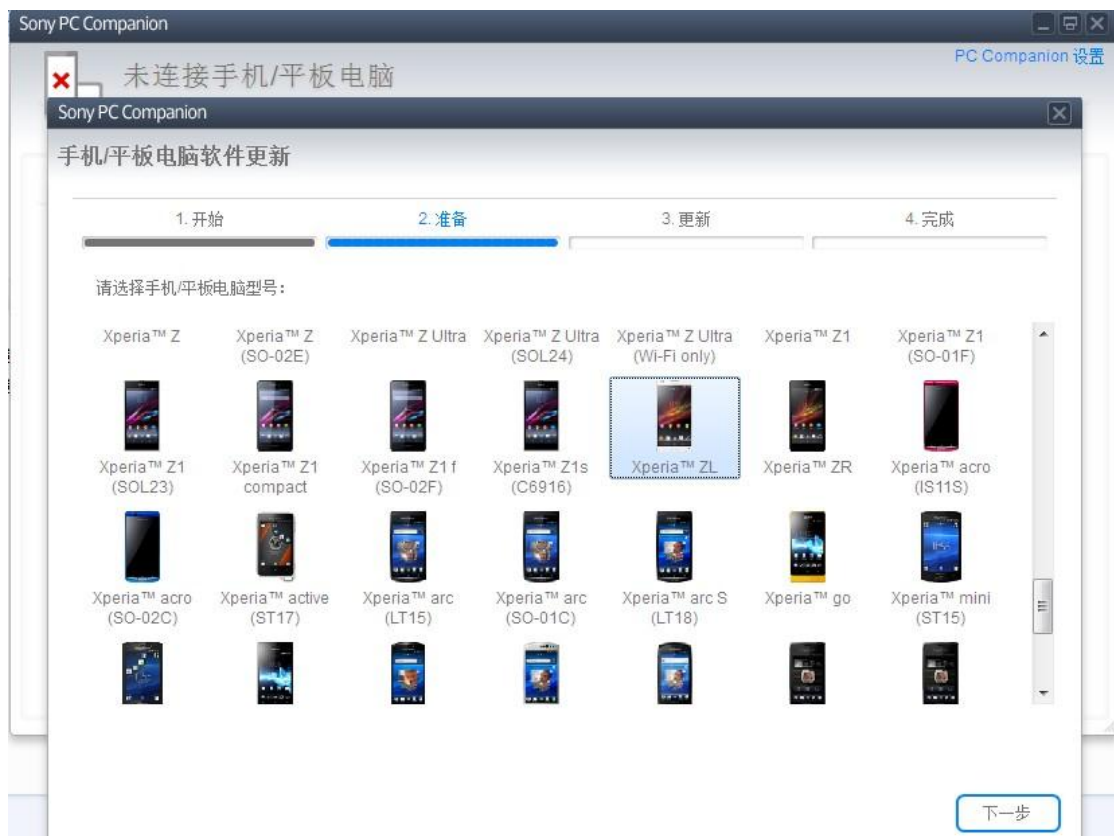 Sony PC Companion
PC Companion 设置
未连接手机/平板电脑
Sony PC Companion
手机/平板电脑软件更新
1. 开始
2. 准备
3. 更新
4. 完成
请选择手机/平板电脑型号：
Xperia™ Z
Xperia™ Z
(SO-02E)
Xperia™ Z Ultra
Xperia™ Z Ultra
(SOL24)
Xperia™ Z Ultra
(Wi-Fi only)
Xperia™ Z1
Xperia™ Z1
(SO-01F)
Xperia™ Z1
(SOL23)
Xperia™ Z1
compact
Xperia™ Z1 f
(SO-02F)
Xperia™ Z1s
(C6916)
Xperia™ ZL
Xperia™ ZR
Xperia™ acro
(IS11S)
Xperia™ acro
(SO-02C)
Xperia™ active
(ST17)
Xperia™ arc
(LT15)
Xperia™ arc
(SO-01C)
Xperia™ arc S
(LT18)
Xperia™ go
Xperia™ mini
(ST15)
下一步